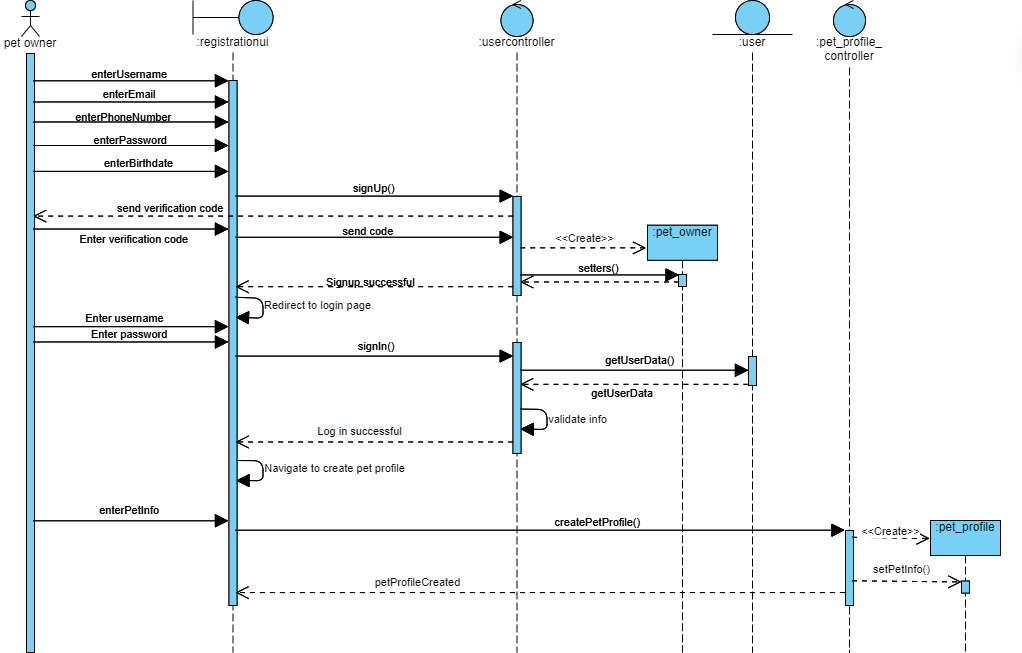 pet owner
:registrationui
:usercontroller
:user
:pet_profile_
controller
enterUsername
enterEmail
enterPhoneNumber
enterPassword
enterBirthdate
signUp()
send verification code
Enter verification code
send code
<<Create>>
:pet_owner
setters()
Signup successful
Redirect to login page
Enter username
Enter password
signIn()
getUserData()
getUserData
validate info
Log in successful
Navigate to create pet profile
enterPetInfo
createPetProfile()
<<Create>>
:pet_profile
setPetInfo()
petProfileCreated